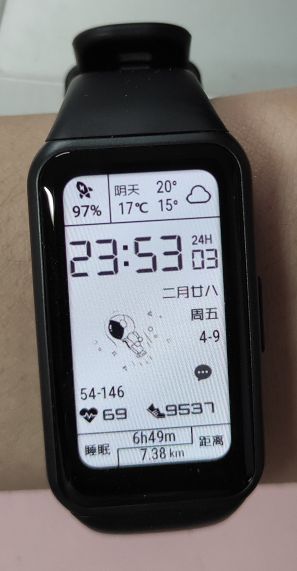 97% 阴天 20°
17℃ 15°
23:53 24H 03
二月廿八
周五
4-9
54-146
69 9537
睡眠 6h49m 距离
7.38 km